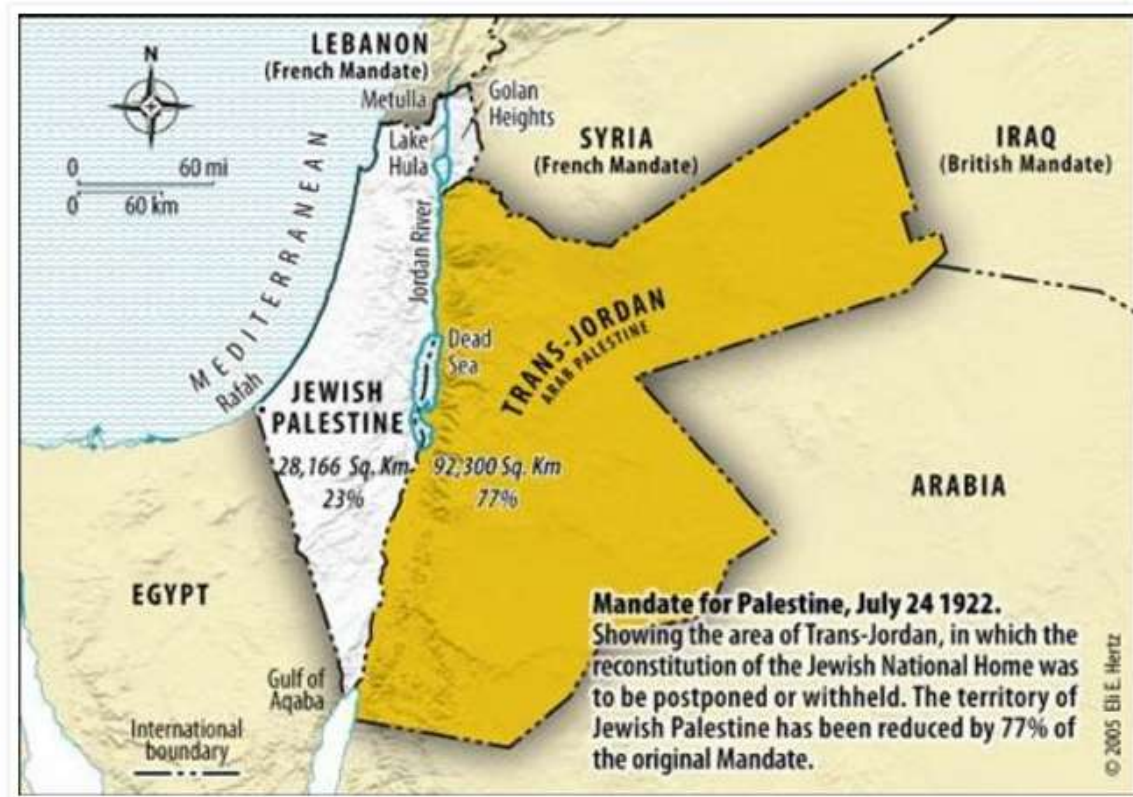 N
LEBANON
(French Mandate)
Metulla
Golan
Heights
Lake
Hula
SYRIA
(French Mandate)
IRAQ
(British Mandate)
0 60 mi
0 60 km
MEDITERRANEAN
Jordan River
TRANS-JORDAN
ARAB PALESTINE
Dead
Sea
Rafah
JEWISH
PALESTINE
28,166 Sq. Km
23%
92,300 Sq. Km
77%
ARABIA
EGYPT
Gulf of
Aqaba
International
boundary
Mandate for Palestine, July 24 1922.
Showing the area of Trans-Jordan, in which the
reconstitution of the Jewish National Home was
to be postponed or withheld. The territory of
Jewish Palestine has been reduced by 77% of
the original Mandate.
© 2005 Eli E. Hertz